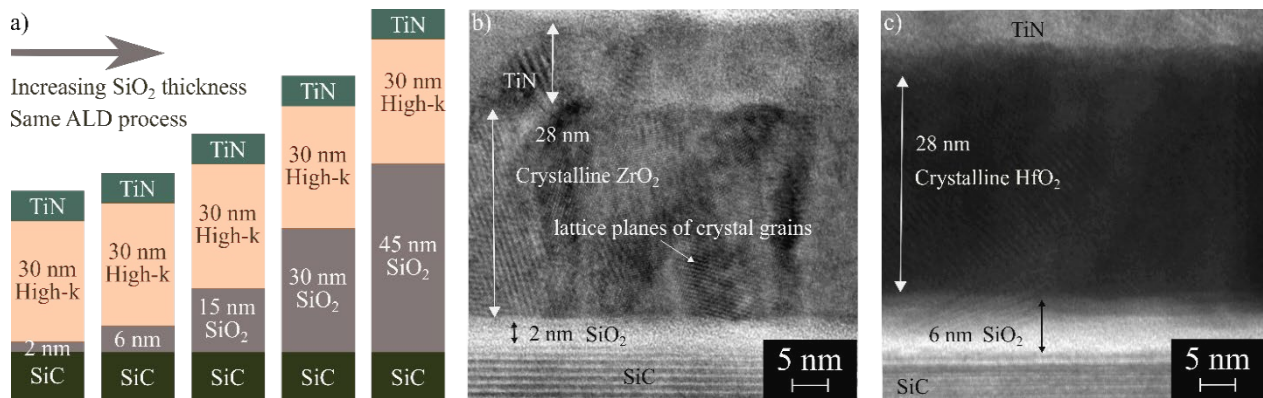 a)
Increasing SiO₂ thickness
Same ALD process
TiN
30 nm
High-k
2 nm
SiC
TiN
30 nm
High-k
6 nm
SiC
TiN
30 nm
High-k
15 nm
SiO₂
SiC
TiN
30 nm
High-k
30 nm
SiO₂
SiC
TiN
30 nm
High-k
45 nm
SiO₂
SiC
b)
TiN
28 nm
Crystalline ZrO₂
lattice planes of crystal grains
2 nm SiO₂
SiC
5 nm
c)
TiN
28 nm
Crystalline HfO₂
6 nm SiO₂
SiC
5 nm